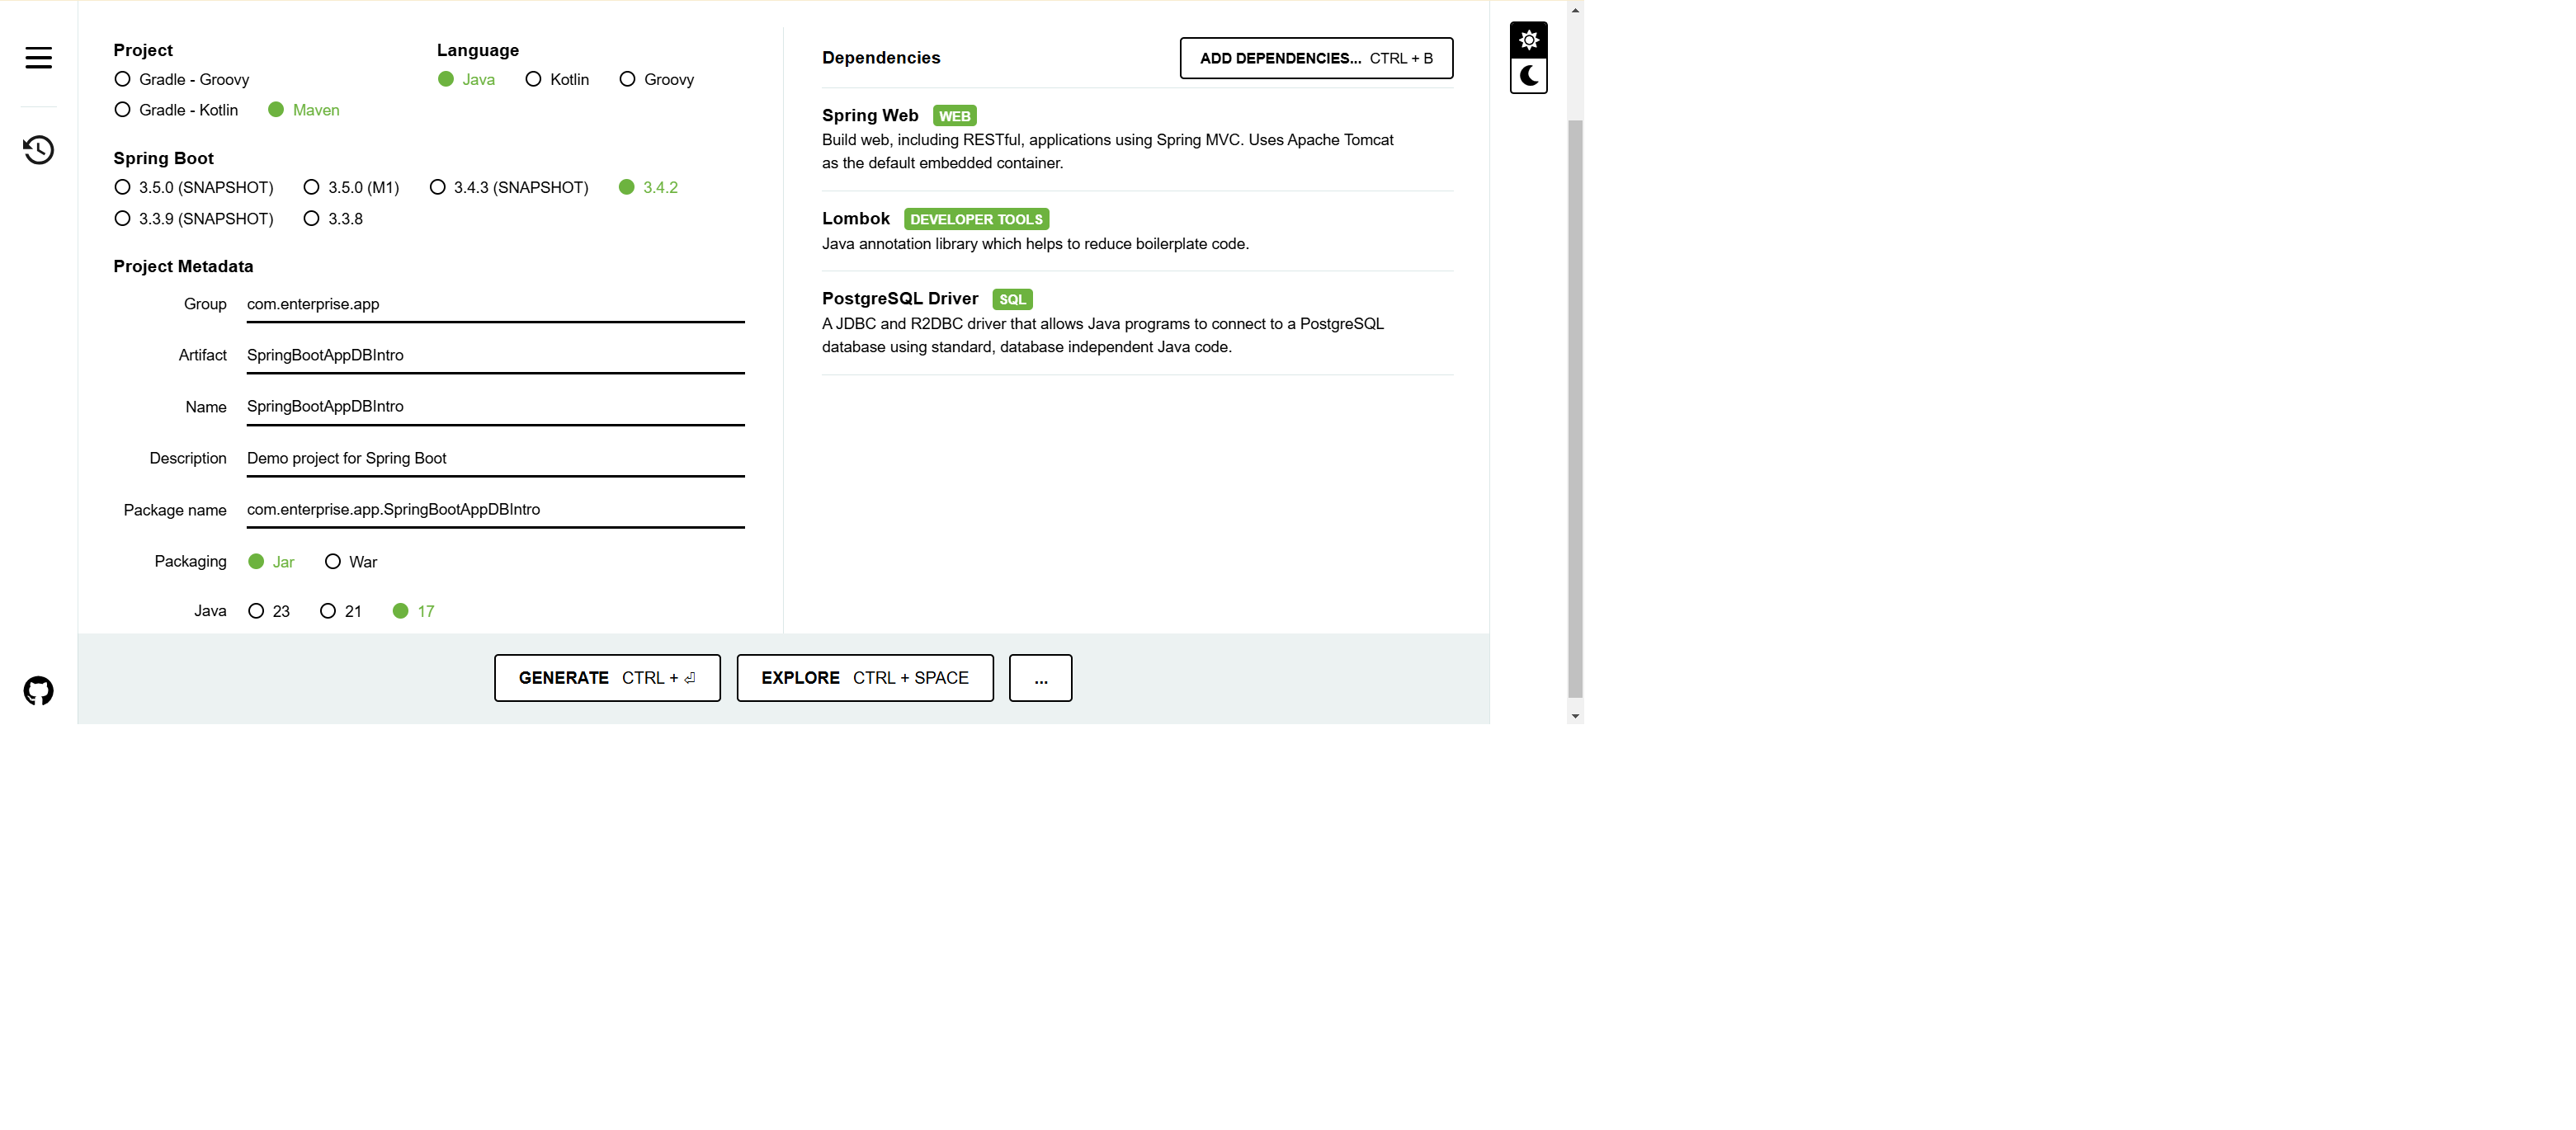 Project
Gradle - Groovy
Gradle - Kotlin Maven
Language
Java Kotlin Groovy
Spring Boot
3.5.0 (SNAPSHOT) 3.5.0 (M1) 3.4.3 (SNAPSHOT) 3.4.2
3.3.9 (SNAPSHOT) 3.3.8
Project Metadata
Group com.enterprise.app
Artifact SpringBootAppDBIntro
Name SpringBootAppDBIntro
Description Demo project for Spring Boot
Package name com.enterprise.app.SpringBootAppDBIntro
Packaging Jar War
Java 23 21 17
Dependencies ADD DEPENDENCIES... CTRL + B
Spring Web WEB
Build web, including RESTful, applications using Spring MVC. Uses Apache Tomcat
as the default embedded container.
Lombok DEVELOPER TOOLS
Java annotation library which helps to reduce boilerplate code.
PostgreSQL Driver SQL
A JDBC and R2DBC driver that allows Java programs to connect to a PostgreSQL
database using standard, database independent Java code.
GENERATE CTRL + ⏎ EXPLORE CTRL + SPACE ...